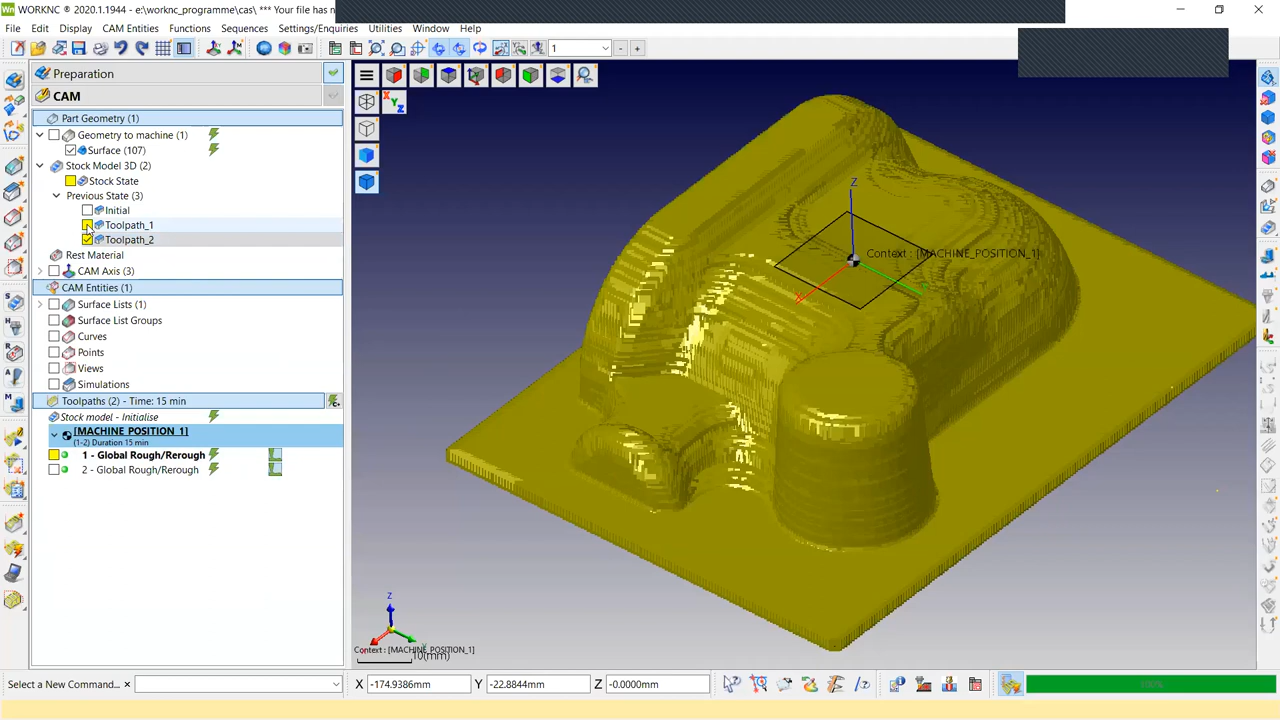 WORKNC ® 2020.1.1944 - e:\worknc_programme\cas\ *** Your file has n
File Edit Display CAM Entities Functions Sequences Settings/Enquiries Utilities Window Help
1
- +
Preparation
CAM
Part Geometry (1)
Geometry to machine (1)
Surface (107)
Stock Model 3D (2)
Stock State
Previous State (3)
Initial
Toolpath_1
Toolpath_2
Rest Material
CAM Axis (3)
CAM Entities (1)
Surface Lists (1)
Surface List Groups
Curves
Points
Views
Simulations
Toolpaths (2) - Time: 15 min
Stock model - Initialise
[MACHINE POSITION 1]
(1-2) Duration 15 min
1 - Global Rough/Rerough
2 - Global Rough/Rerough
X Y Z
Z
Context : [MACHINE_POSITION_1]
X
Z
Context : [MACHINE_POSITION_1]
10(mm)
Select a New Command...
X -174.9386mm Y -22.8844mm Z -0.0000mm
100%